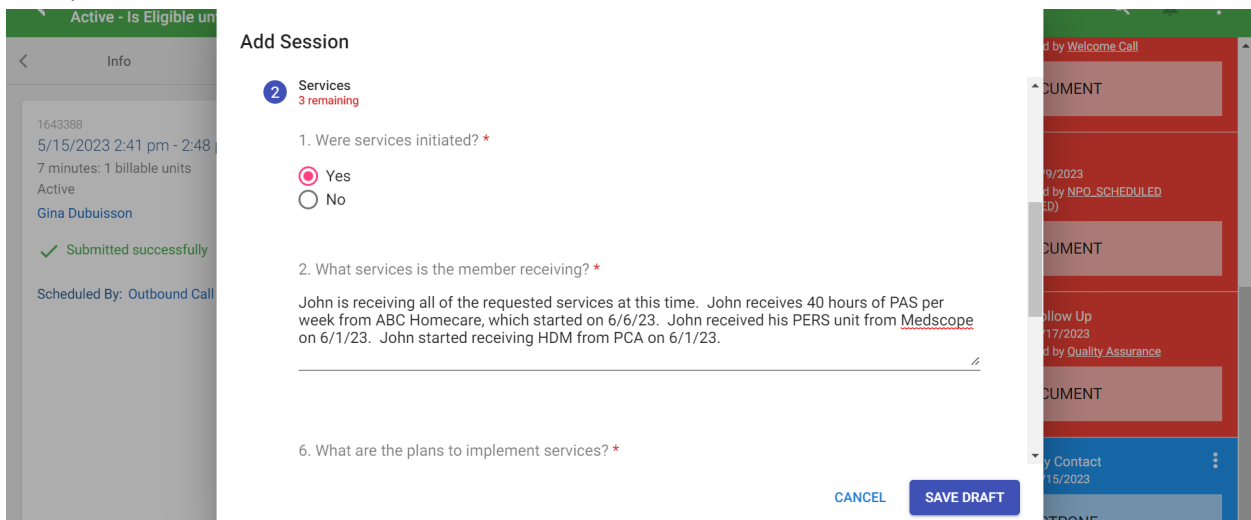 Active - Is Eligible un
Info
1643388
5/15/2023 2:41 pm - 2:48
7 minutes: 1 billable units
Active
Gina Dubuisson
Submitted successfully
Scheduled By: Outbound Call
Add Session
2 Services
3 remaining
1. Were services initiated? *
Yes
No
2. What services is the member receiving? *
John is receiving all of the requested services at this time. John receives 40 hours of PAS per
week from ABC Homecare, which started on 6/6/23. John received his PERS unit from Medscope
on 6/1/23. John started receiving HDM from PCA on 6/1/23.
6. What are the plans to implement services? *
CANCEL
SAVE DRAFT
d by Welcome Call
CUMENT
/9/2023
d by NPO_SCHEDULED
ED)
CUMENT
ollow Up
/17/2023
d by Quality Assurance
CUMENT
y Contact
/15/2023